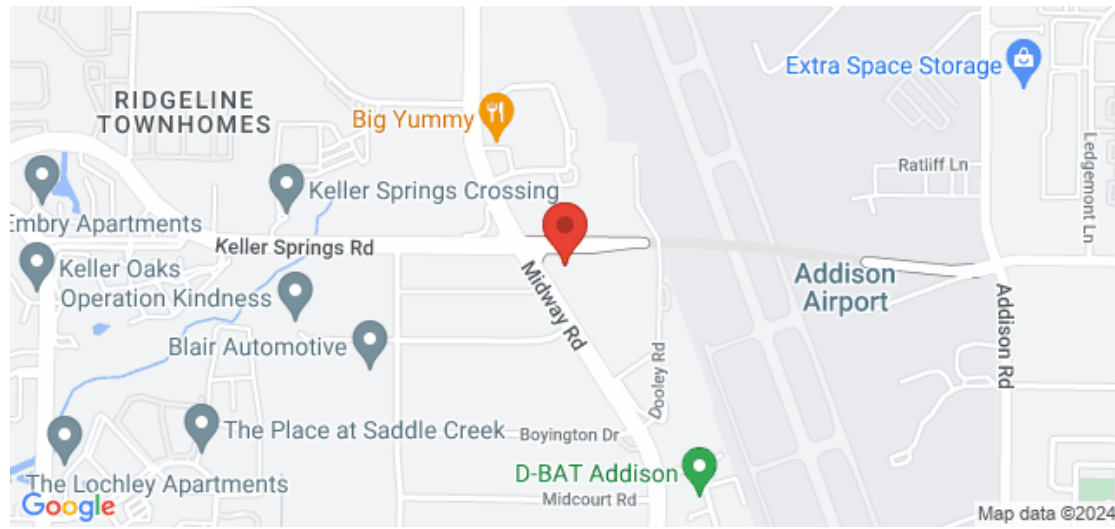 Extra Space Storage
RIDGELINE
TOWNHOMES
Big Yummy
Ratliff Ln
Ledgemont Ln
Keller Springs Crossing
Embry Apartments
Keller Springs Rd
Keller Oaks
Operation Kindness
Midway Rd
Addison
Airport
Addison Rd
Blair Automotive
Dooley Rd
The Place at Saddle Creek
Boyington Dr
D-BAT Addison
The Lochley Apartments
Midcourt Rd
Google
Map data ©2024